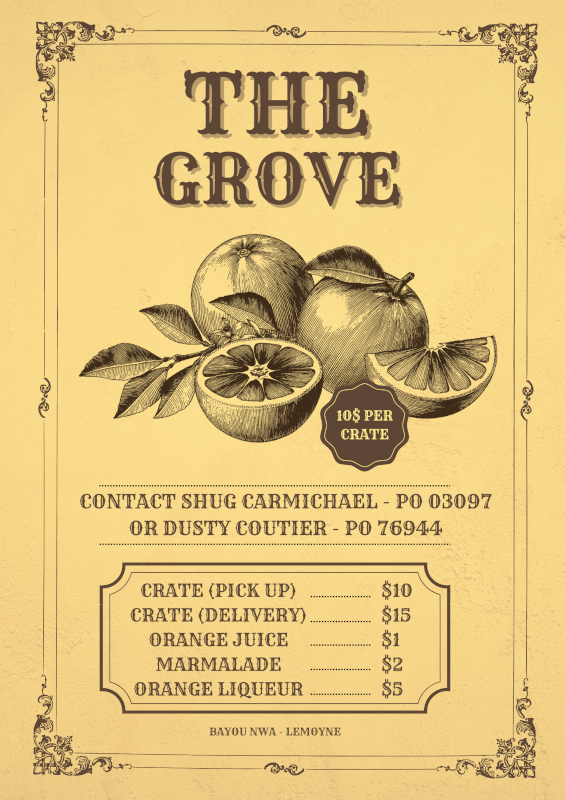 THE
GROVE
10$ PER
CRATE
CONTACT SHUG CARMICHAEL - PO 03097
OR DUSTY COUTIER - PO 76944
CRATE (PICK UP) .................... $10
CRATE (DELIVERY) .................... $15
ORANGE JUICE .................... $1
MARMALADE .................... $2
ORANGE LIQUEUR .................... $5
BAYOU NWA - LEMOYNE